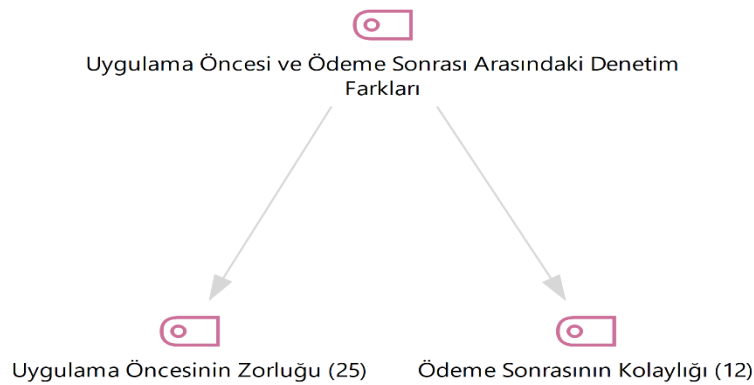 Uygulama Öncesi ve Ödeme Sonrası Arasındaki Denetim
Farkları
Uygulama Öncesinin Zorluğu (25)
Ödeme Sonrasının Kolaylığı (12)